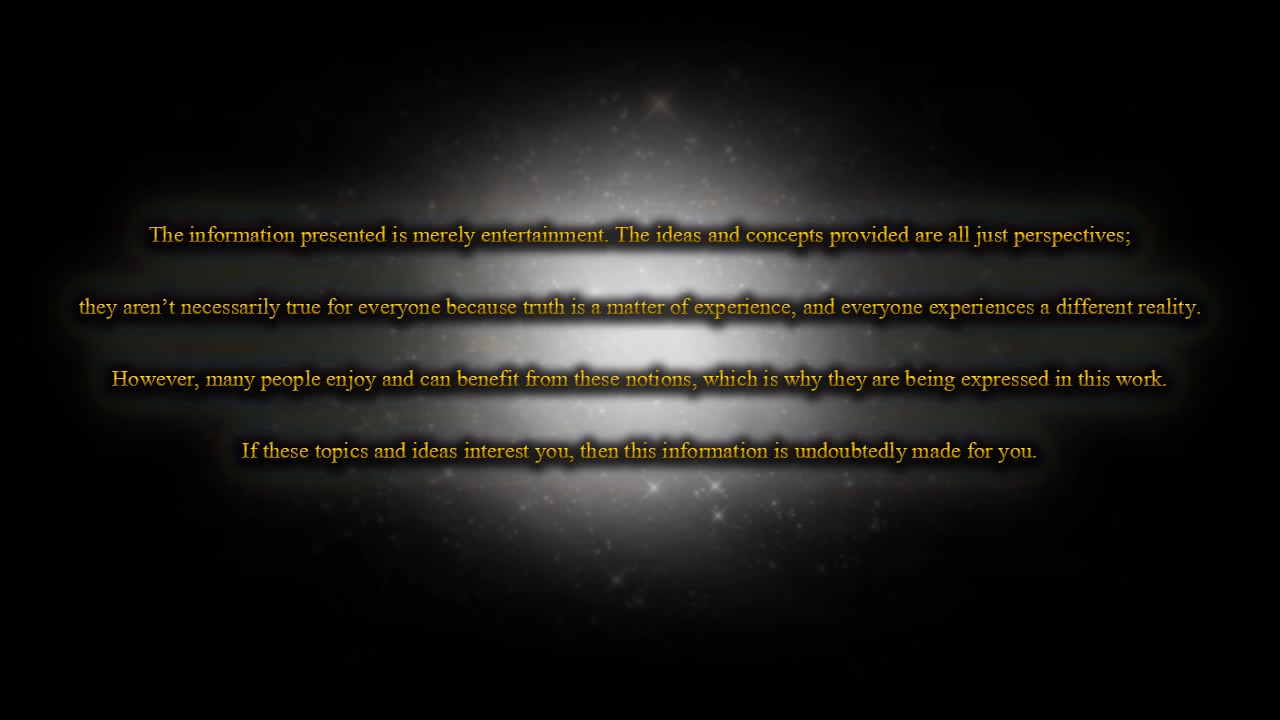 The information presented is merely entertainment. The ideas and concepts provided are all just perspectives;
they aren’t necessarily true for everyone because truth is a matter of experience, and everyone experiences a different reality.
However, many people enjoy and can benefit from these notions, which is why they are being expressed in this work.
If these topics and ideas interest you, then this information is undoubtedly made for you.